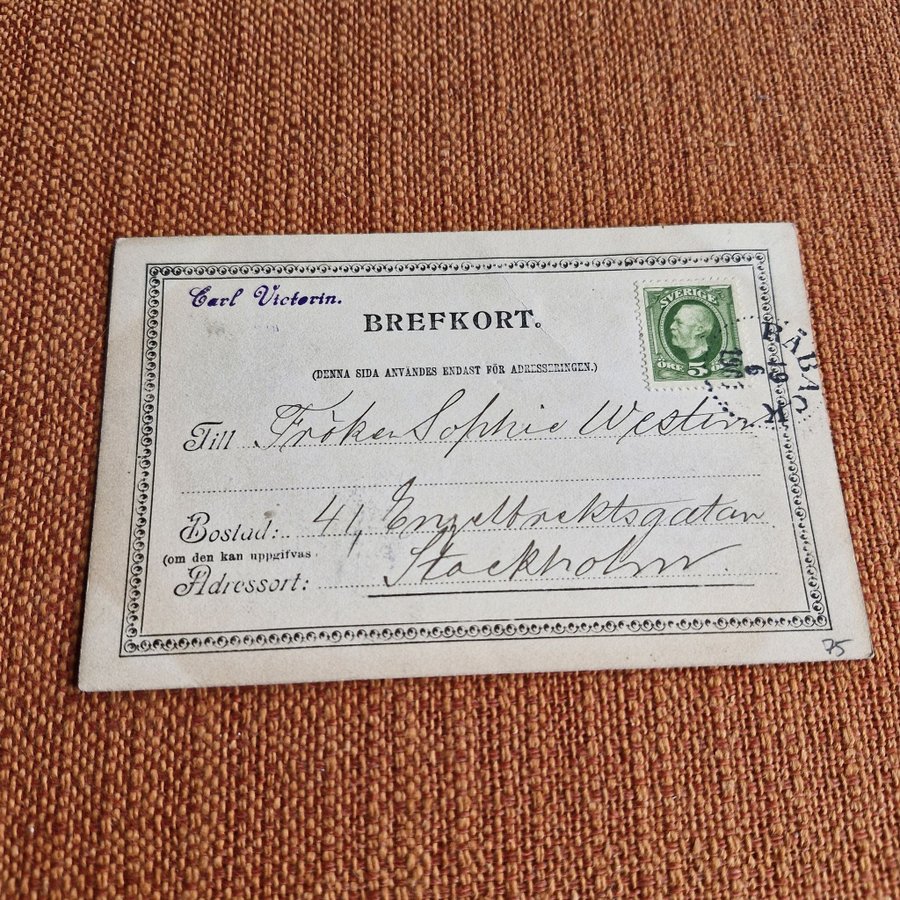 Carl Victorin.
BREFKORT.
SVERIGE
ÖRE 5
(DENNA SIDA ANVÄNDES ENDAST FÖR ADRESSERINGEN.)
RÅBÄCK
Till Fröken Sophie Westin
Bostad: 41, Engelbrektsgatan
(om den kan uppgifvas
Adressort: Stockholm.
75